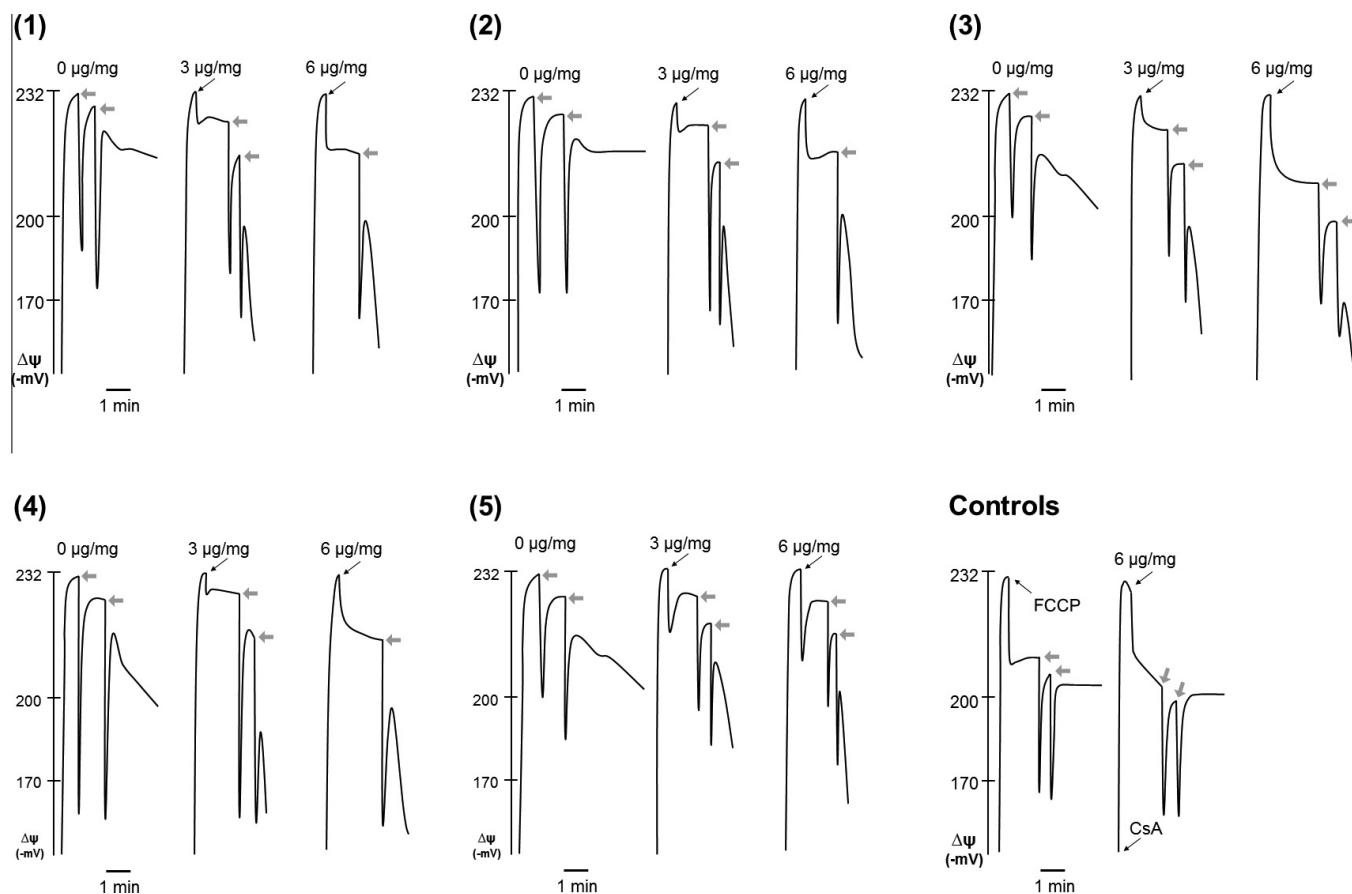 (1)
0 µg/mg
3 µg/mg
6 µg/mg
232
200
170
Δψ
(-mV)
1 min
(2)
0 µg/mg
3 µg/mg
6 µg/mg
232
200
170
Δψ
(-mV)
1 min
(3)
0 µg/mg
3 µg/mg
6 µg/mg
232
200
170
Δψ
(-mV)
1 min
(4)
0 µg/mg
3 µg/mg
6 µg/mg
232
200
170
Δψ
(-mV)
1 min
(5)
0 µg/mg
3 µg/mg
6 µg/mg
232
200
170
Δψ
(-mV)
1 min
Controls
6 µg/mg
232
FCCP
200
170
CsA
Δψ
(-mV)
1 min